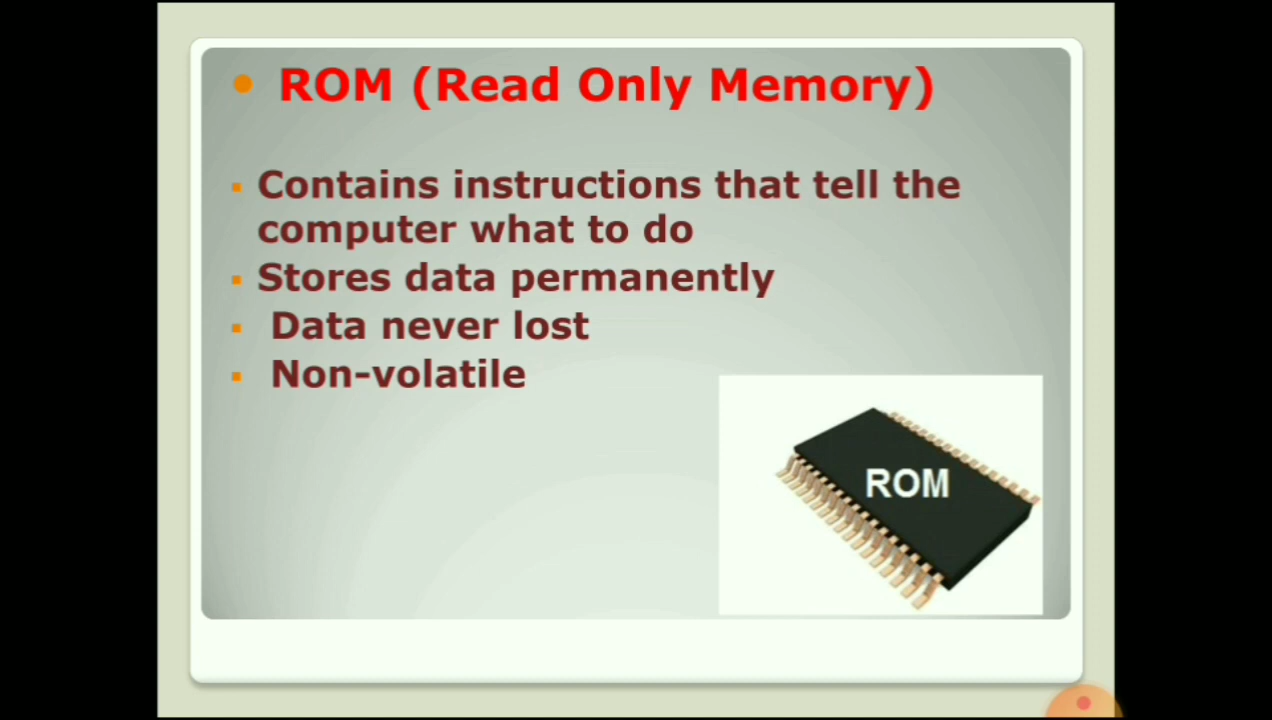 ROM (Read Only Memory)
Contains instructions that tell the
computer what to do
Stores data permanently
Data never lost
Non-volatile
ROM